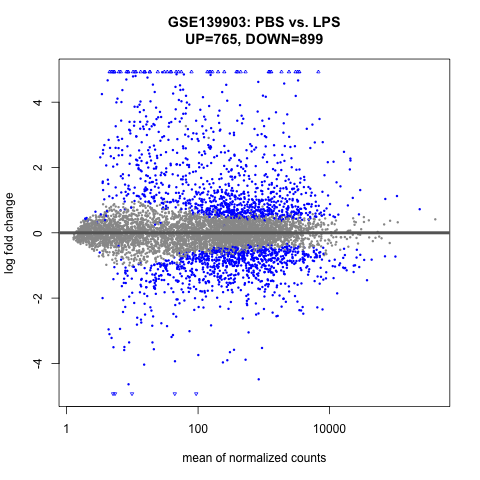 GSE139903: PBS vs. LPS
UP=765, DOWN=899
log fold change
4
2
0
-2
-4
1
100
10000
mean of normalized counts